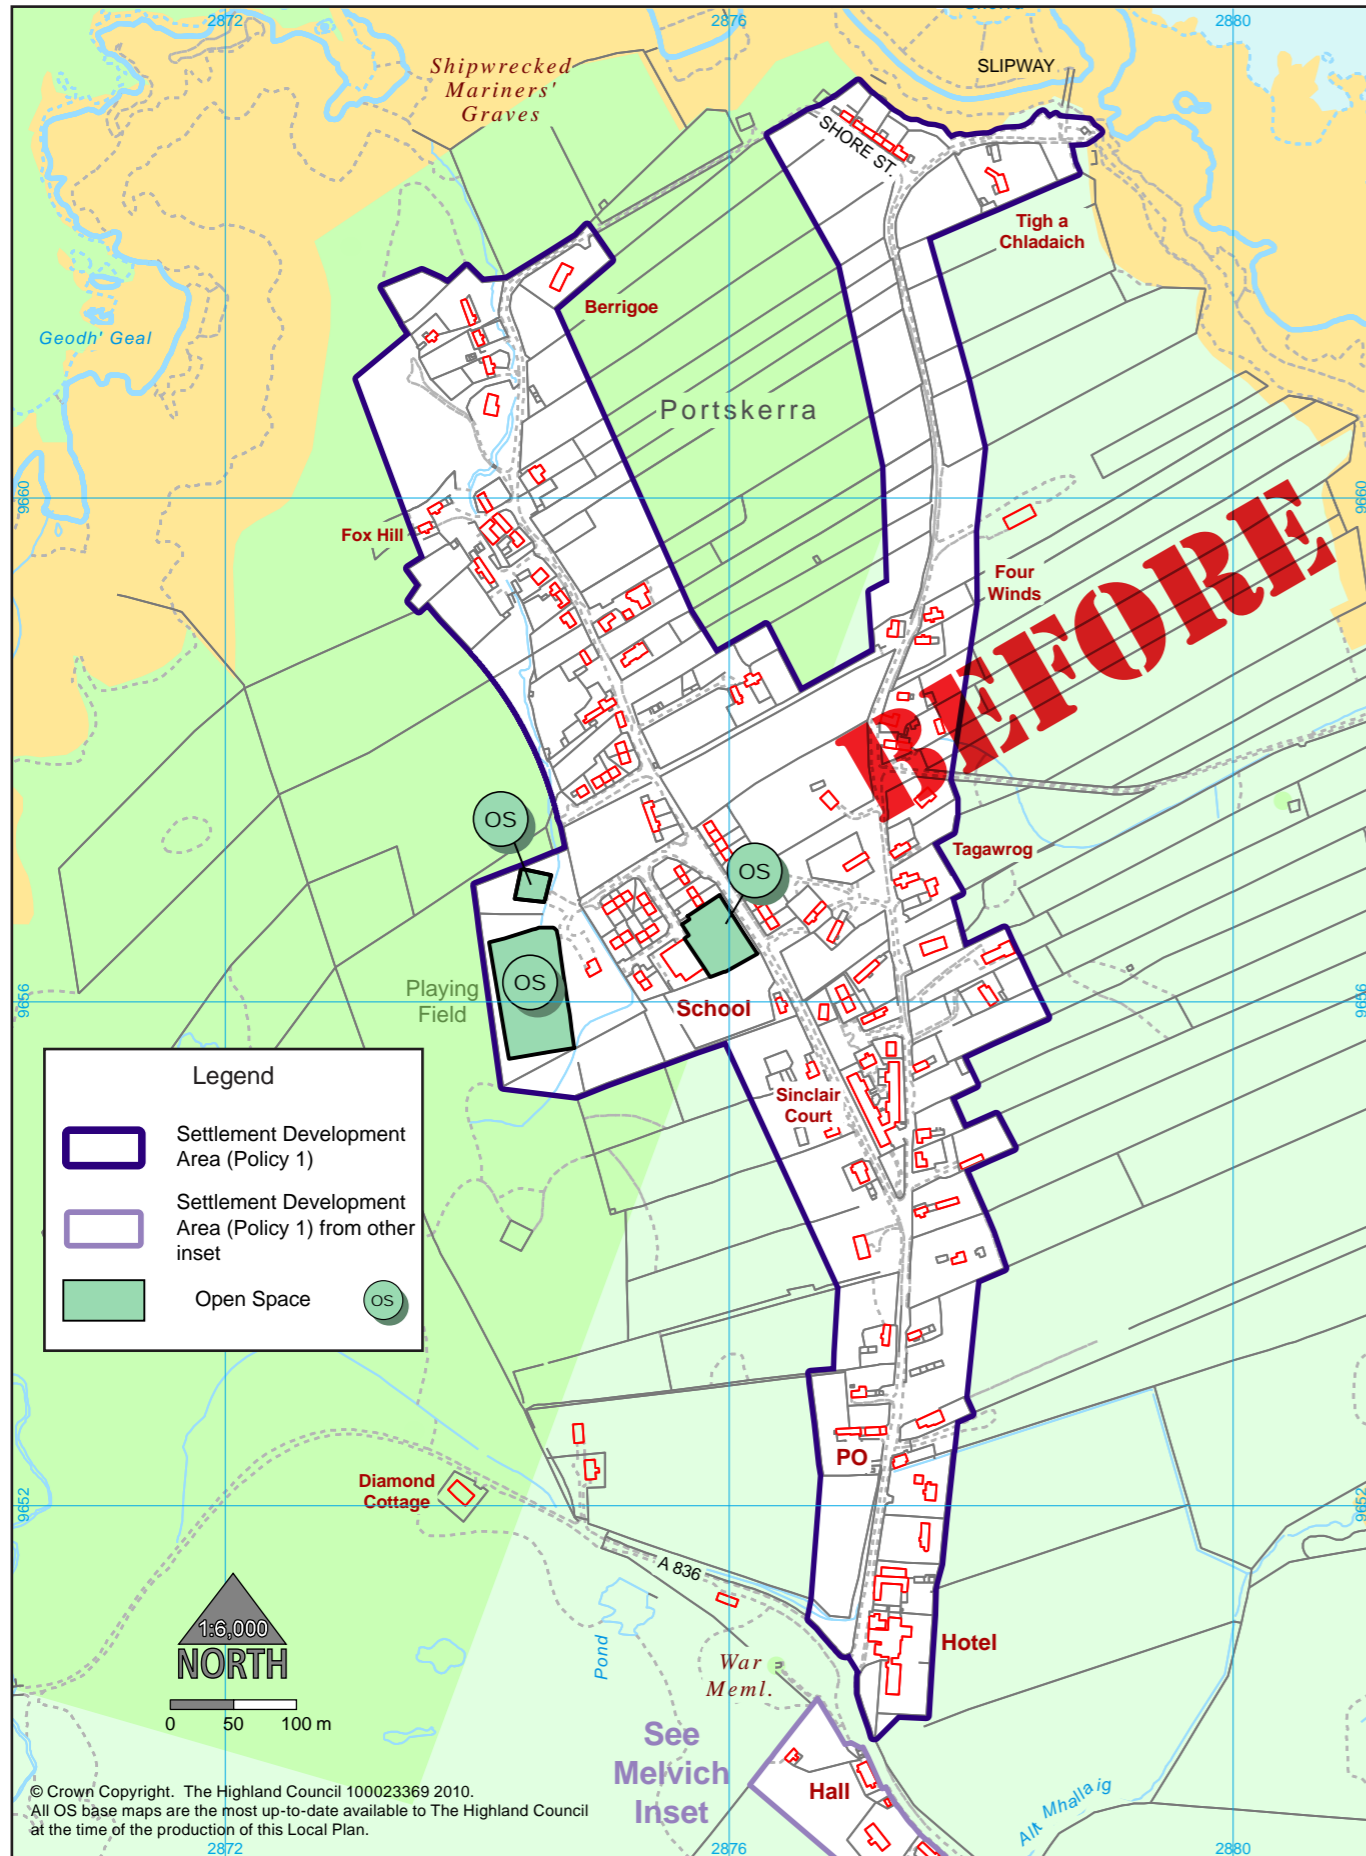 2872
2876
2880
SLIPWAY
Shipwrecked
Mariners'
Graves
SHORE ST.
Tigh a
Chladaich
Berrigoe
Geodh' Geal
Portskerra
9660
9660
Fox Hill
Four
Winds
BEFORE
OS
Tagawrog
OS
OS
Playing
Field
School
9656
9656
Sinclair
Court
Legend
Settlement Development
Area (Policy 1)
Settlement Development
Area (Policy 1) from other
inset
Open Space
OS
PO
Diamond
Cottage
9652
9652
A 836
1:6,000
NORTH
0 50 100 m
Pond
War
Meml.
Hotel
See
Melvich
Inset
Hall
Allt Mhallaig
© Crown Copyright. The Highland Council 100023369 2010.
All OS base maps are the most up-to-date available to The Highland Council
at the time of the production of this Local Plan.
2872
2876
2880